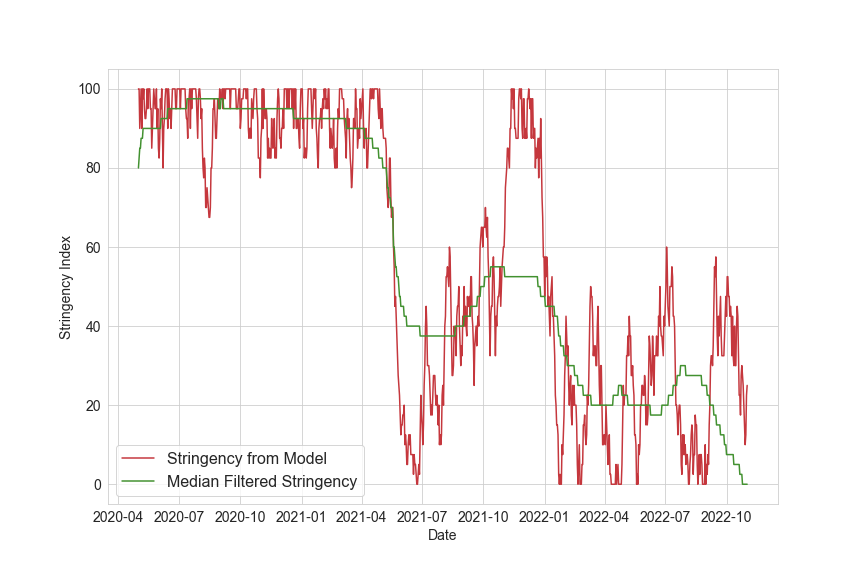 100
80
60
40
20
0
Stringency Index
Stringency from Model
Median Filtered Stringency
2020-04 2020-07 2020-10 2021-01 2021-04 2021-07 2021-10 2022-01 2022-04 2022-07 2022-10
Date